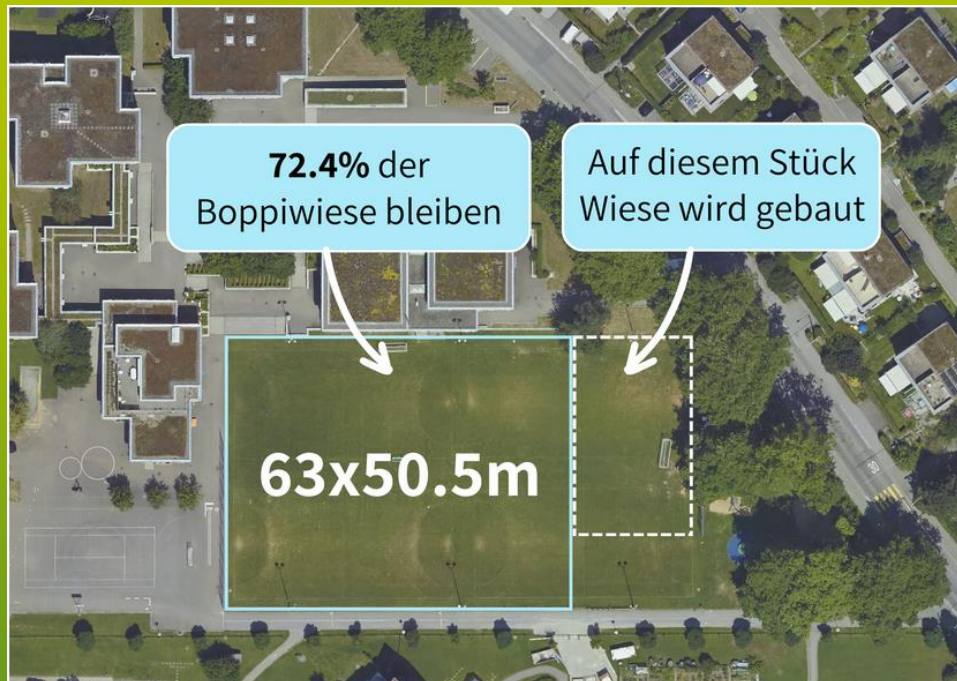 72.4% der
Boppiwiese bleiben
Auf diesem Stück
Wiese wird gebaut
63x50.5m